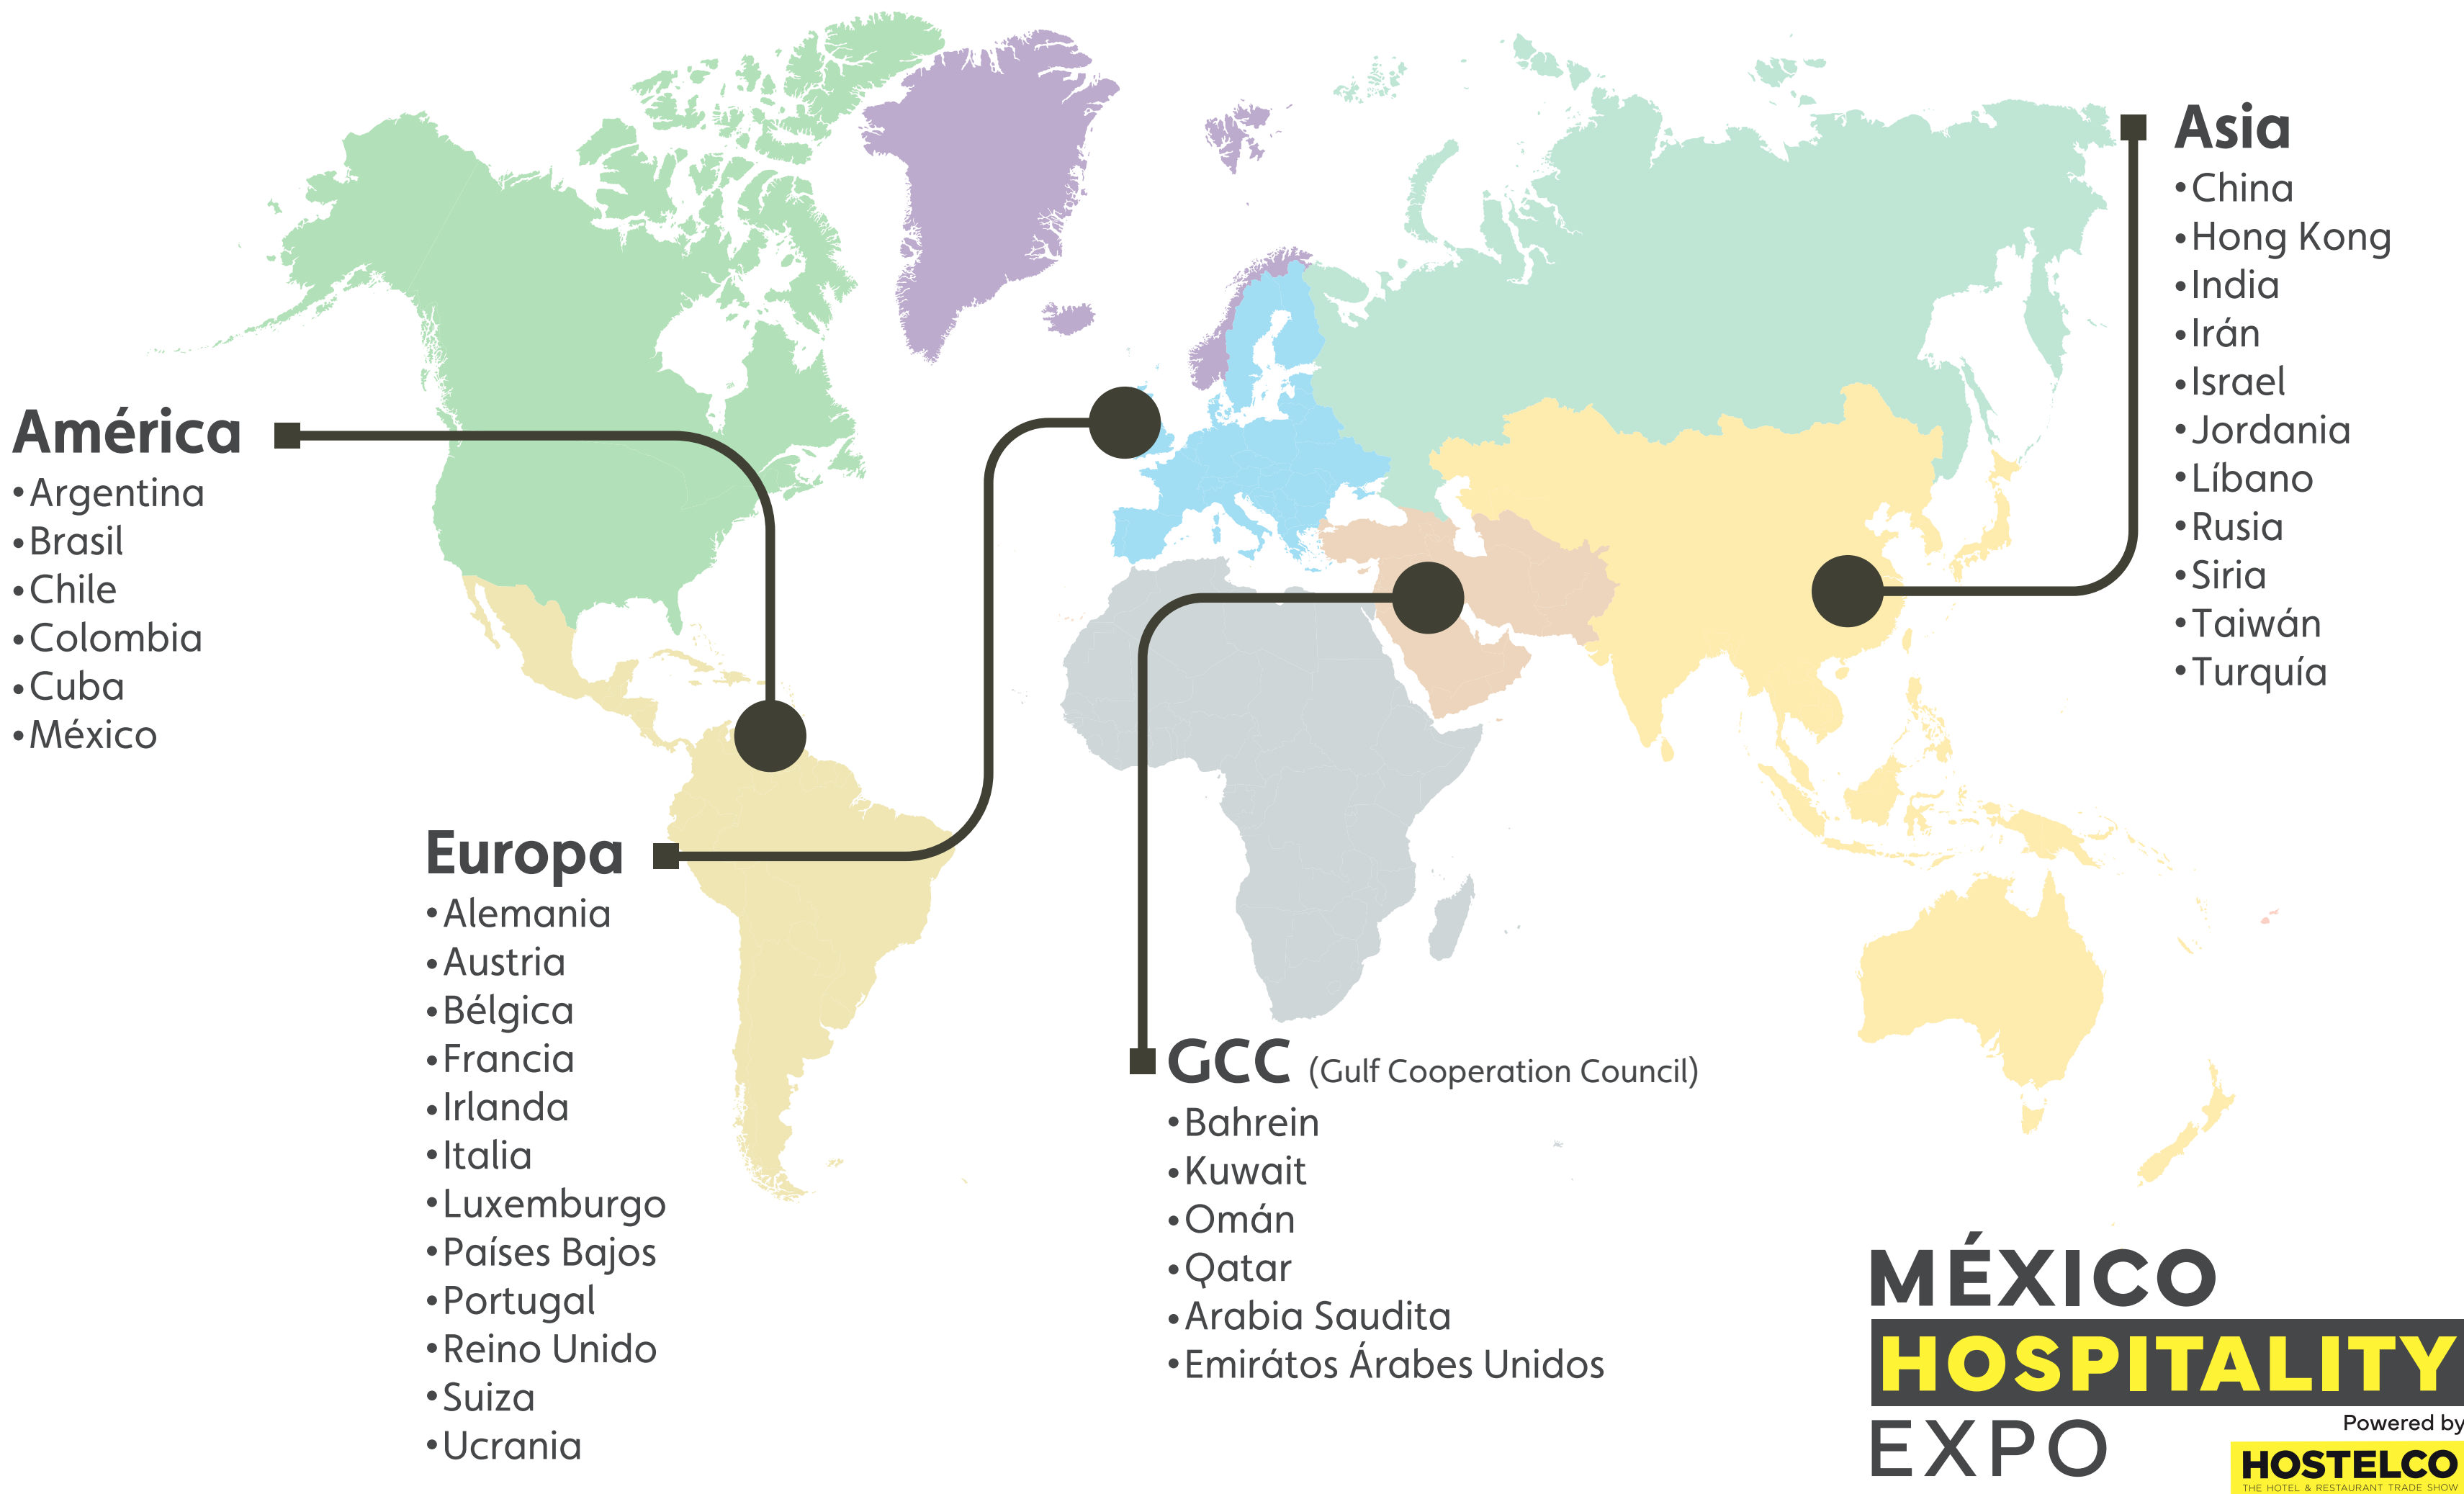 América
•Argentina
•Brasil
•Chile
•Colombia
•Cuba
•México
Europa
•Alemania
•Austria
•Bélgica
•Francia
•Irlanda
•Italia
•Luxemburgo
•Países Bajos
•Portugal
•Reino Unido
•Suiza
•Ucrania
GCC (Gulf Cooperation Council)
•Bahrein
•Kuwait
•Omán
•Qatar
•Arabia Saudita
•Emirátos Árabes Unidos
Asia
•China
•Hong Kong
•India
•Irán
•Israel
•Jordania
•Líbano
•Rusia
•Siria
•Taiwán
•Turquía
MÉXICO
HOSPITALITY
EXPO
Powered by
HOSTELCO
THE HOTEL & RESTAURANT TRADE SHOW